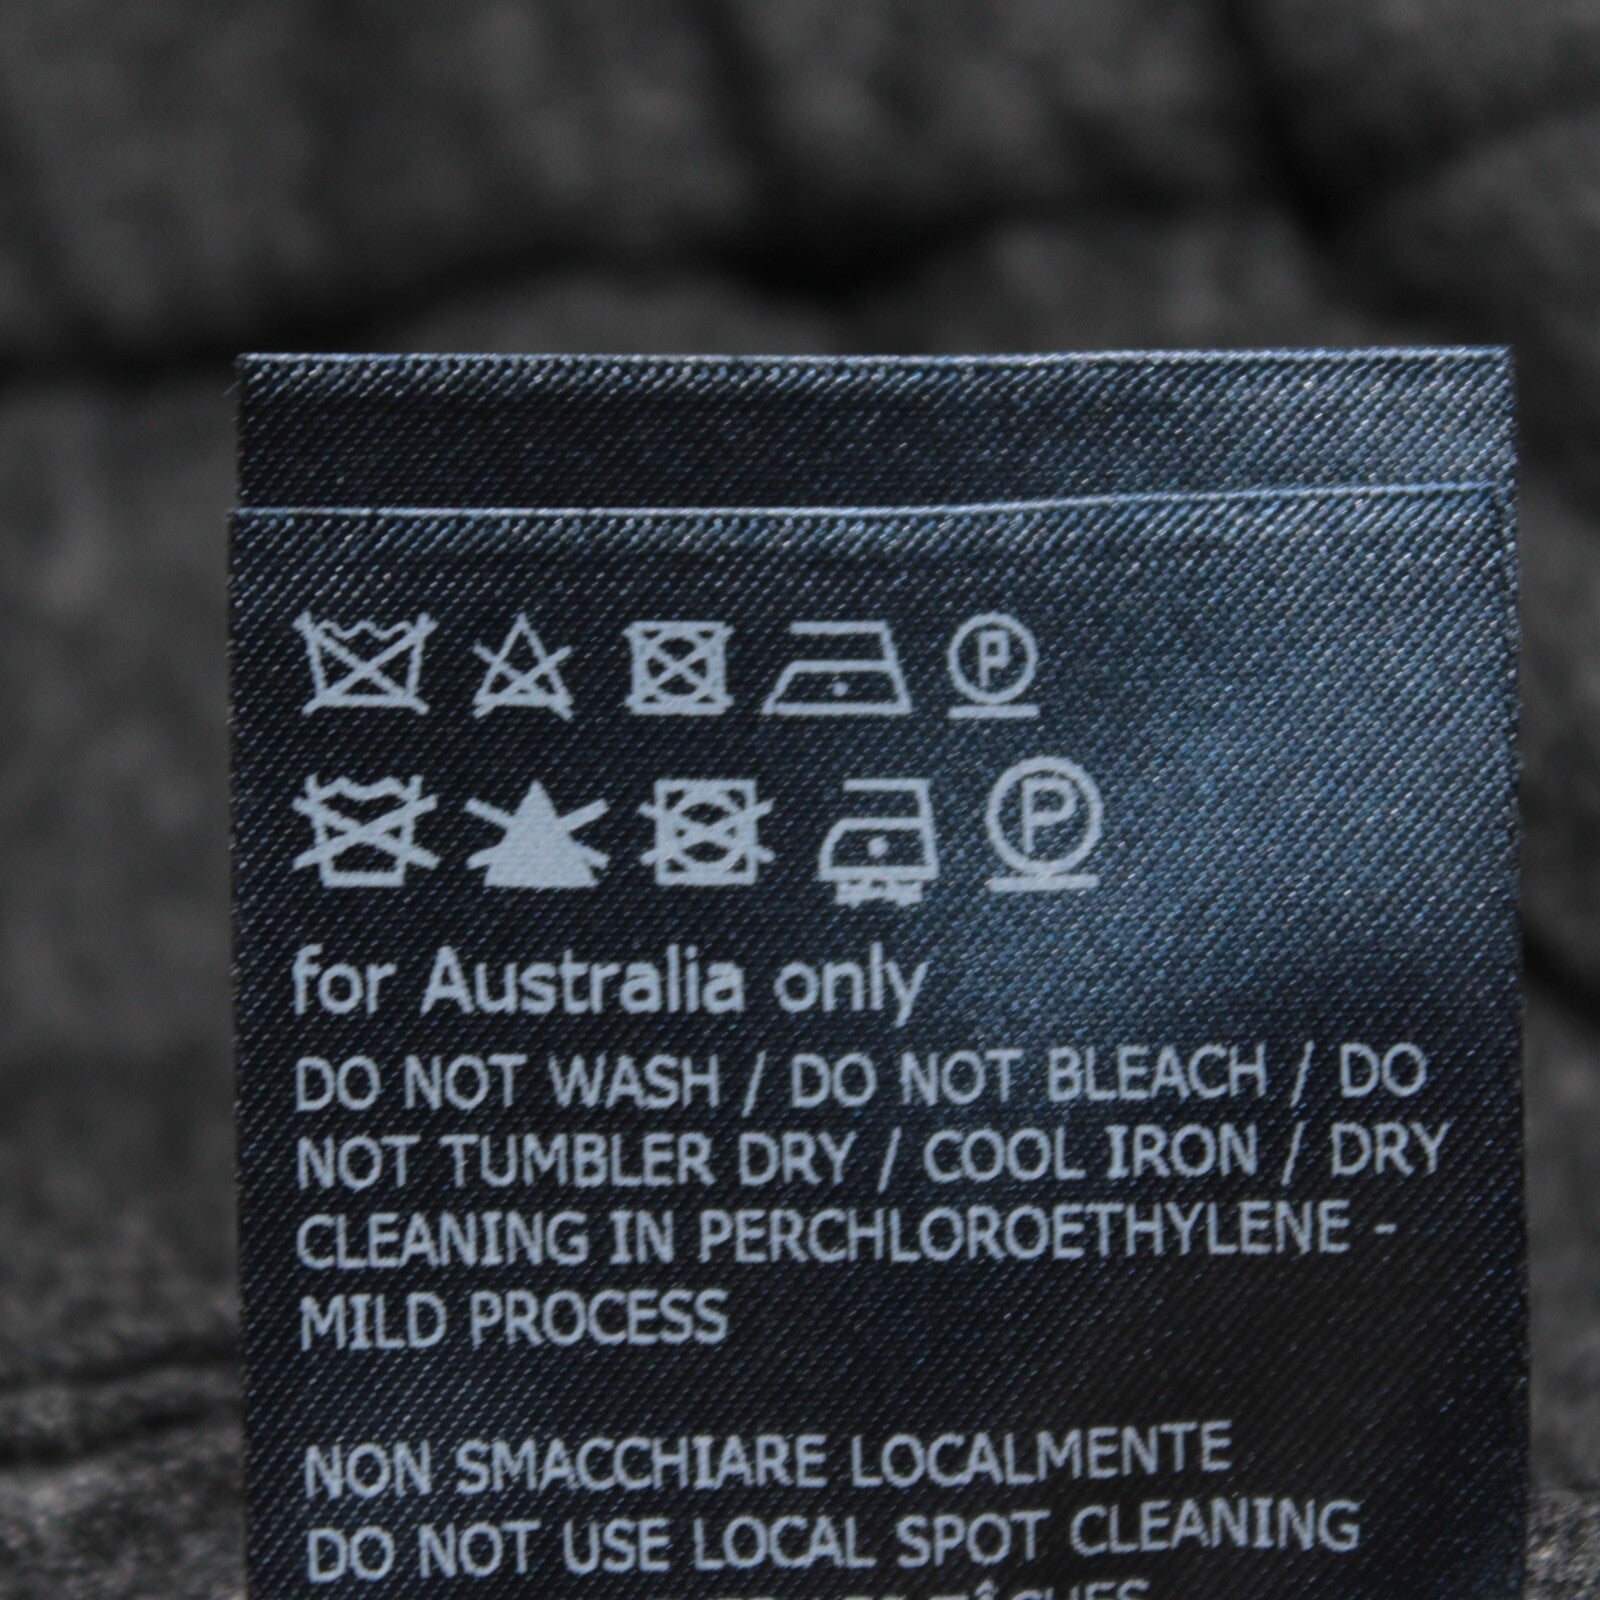 P
P
for Australia only
DO NOT WASH / DO NOT BLEACH / DO
NOT TUMBLER DRY / COOL IRON / DRY
CLEANING IN PERCHLOROETHYLENE -
MILD PROCESS
NON SMACCHIARE LOCALMENTE
DO NOT USE LOCAL SPOT CLEANING